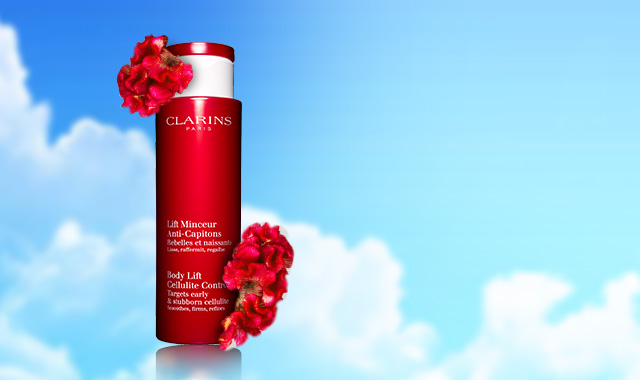 CLARINS
PARIS
Lift Minceur
Anti-Capitons
Rebelles et naissants
Lisse, raffermit, regalbe
Body Lift
Cellulite Control
Targets early
& stubborn cellulite
Smoothes, firms, refines